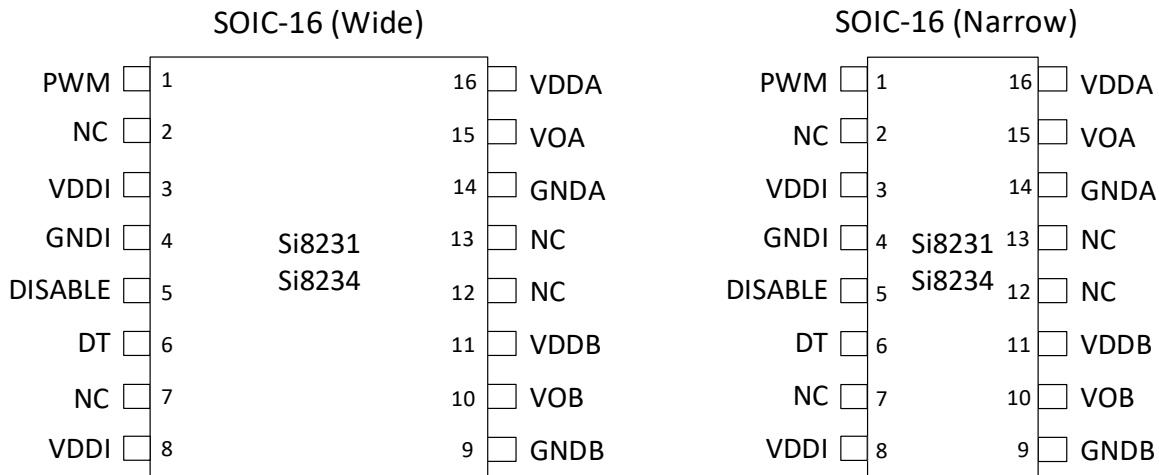 SOIC-16 (Wide)
PWM 1 16 VDDA
NC 2 15 VOA
VDDI 3 14 GNDA
GNDI 4 13 NC
Si8231
Si8234
DISABLE 5 12 NC
DT 6 11 VDDB
NC 7 10 VOB
VDDI 8 9 GNDB
SOIC-16 (Narrow)
PWM 1 16 VDDA
NC 2 15 VOA
VDDI 3 14 GNDA
GNDI 4 13 NC
Si8231
Si8234
DISABLE 5 12 NC
DT 6 11 VDDB
NC 7 10 VOB
VDDI 8 9 GNDB